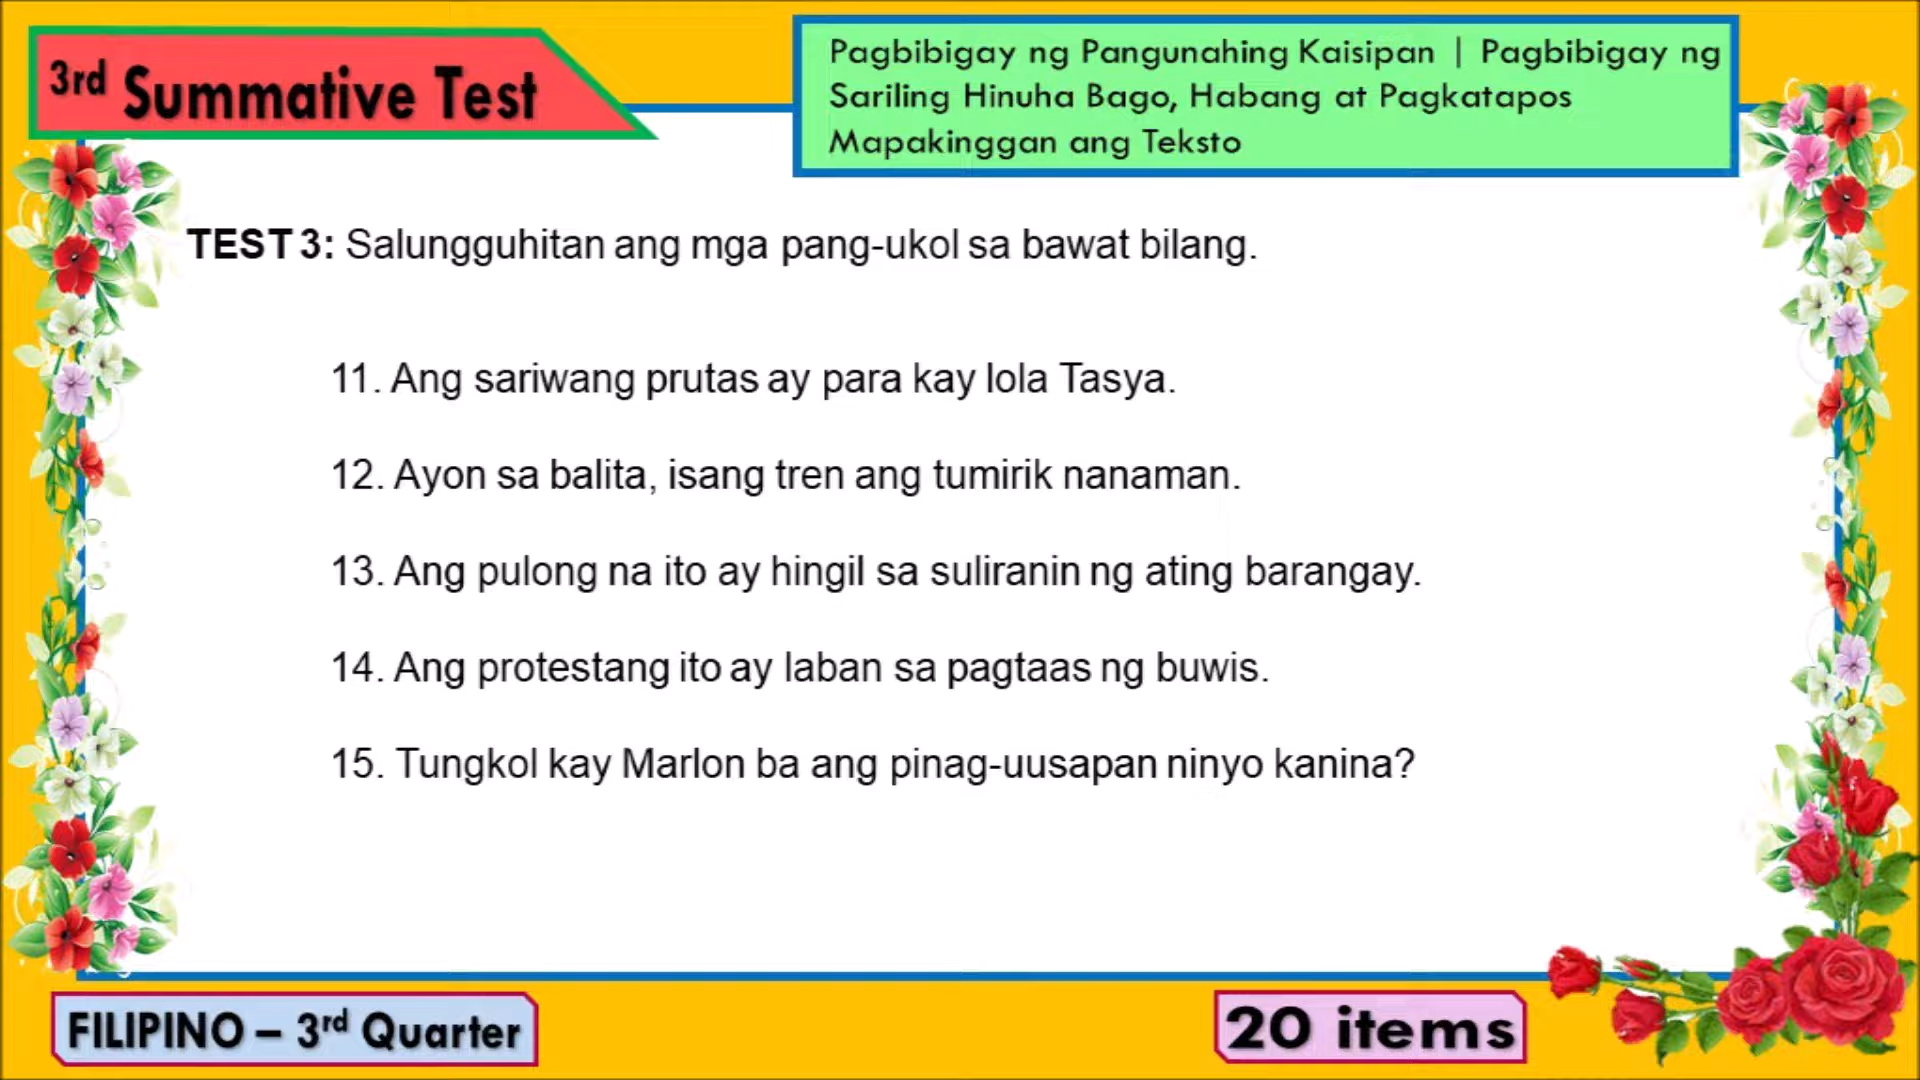 3rd Summative Test
Pagbibigay ng Pangunahing Kaisipan | Pagbibigay ng
Sariling Hinuha Bago, Habang at Pagkatapos
Mapakinggan ang Teksto
TEST 3: Salungguhitan ang mga pang-ukol sa bawat bilang.
11. Ang sariwang prutas ay para kay lola Tasya.
12. Ayon sa balita, isang tren ang tumirik nanaman.
13. Ang pulong na ito ay hingil sa suliranin ng ating barangay.
14. Ang protestang ito ay laban sa pagtaas ng buwis.
15. Tungkol kay Marlon ba ang pinag-uusapan ninyo kanina?
FILIPINO – 3rd Quarter
20 items